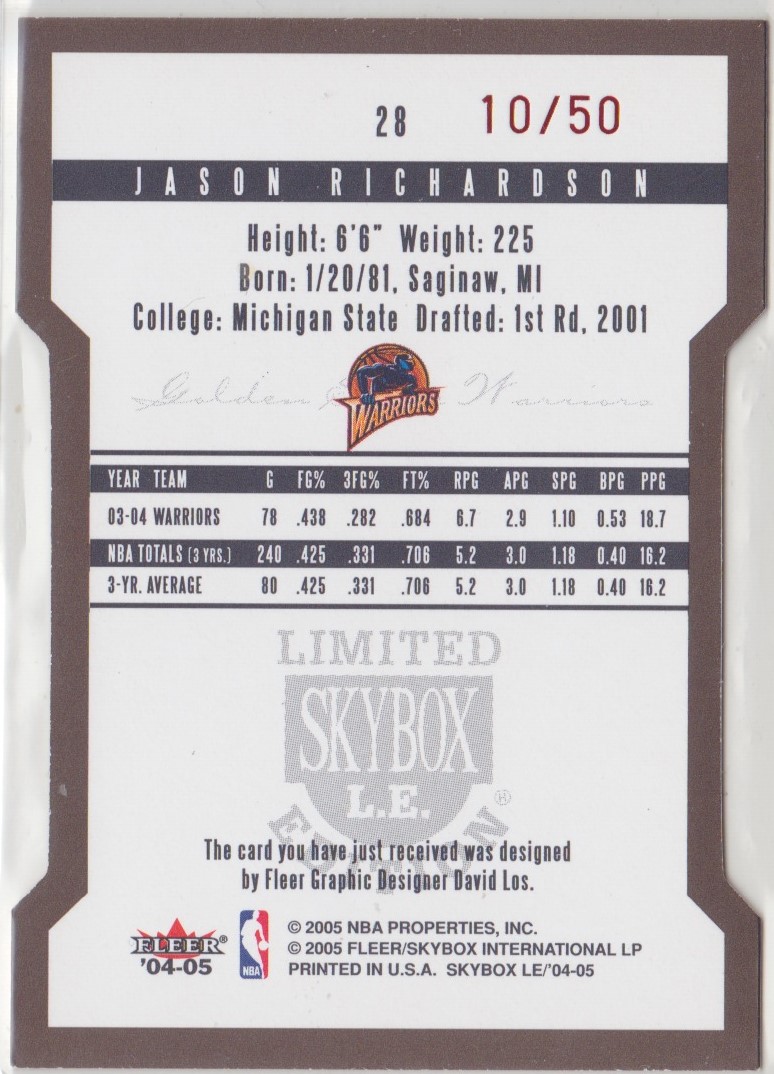 28 10/50
JASON RICHARDSON
Height: 6'6" Weight: 225
Born: 1/20/81, Saginaw, MI
College: Michigan State Drafted: 1st Rd, 2001
Golden Warriors
WARRIORS
YEAR TEAM G FG% 3FG% FT% RPG APG SPG BPG PPG
03-04 WARRIORS 78 .438 .282 .684 6.7 2.9 1.10 0.53 18.7
NBA TOTALS (3 YRS.) 240 .425 .331 .706 5.2 3.0 1.18 0.40 16.2
3-YR. AVERAGE 80 .425 .331 .706 5.2 3.0 1.18 0.40 16.2
LIMITED
SKYBOX
L.E.
EDITION
The card you have just received was designed
by Fleer Graphic Designer David Los.
FLEER®
'04-05
NBA
© 2005 NBA PROPERTIES, INC.
© 2005 FLEER/SKYBOX INTERNATIONAL LP
PRINTED IN U.S.A. SKYBOX LE/'04-05